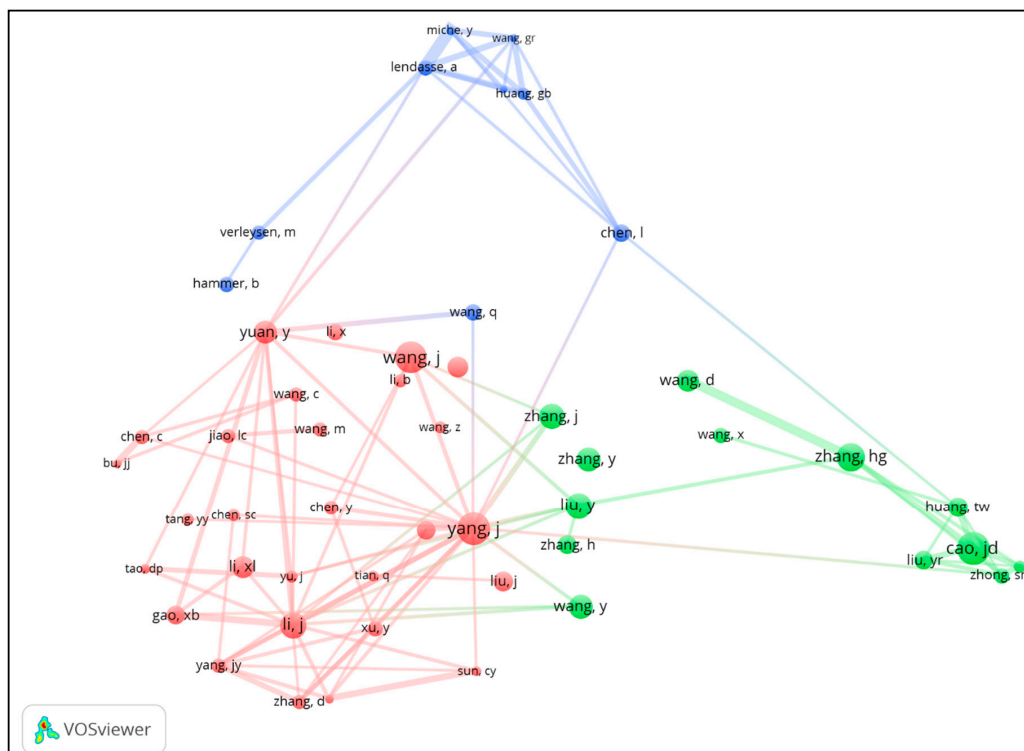 miche, y
wang, gr
lendasse, a
huang, gb
verleysen, m
chen, l
hammer, b
wang, q
yuan, y
li, x
wang, j
li, b
wang, d
wang, c
zhang, j
wang, z
wang, m
chen, c
jiao, lc
wang, x
bu, jj
zhang, y
zhang, hg
chen, y
liu, y
huang, tw
tang, yy
chen, sc
yang, j
zhang, h
cao, jd
liu, yr
tao, dp
li, xl
yu, j
tian, q
liu, j
zhong, sm
gao, xb
wang, y
li, j
xu, y
yang, jy
sun, cy
zhang, d
VOSviewer